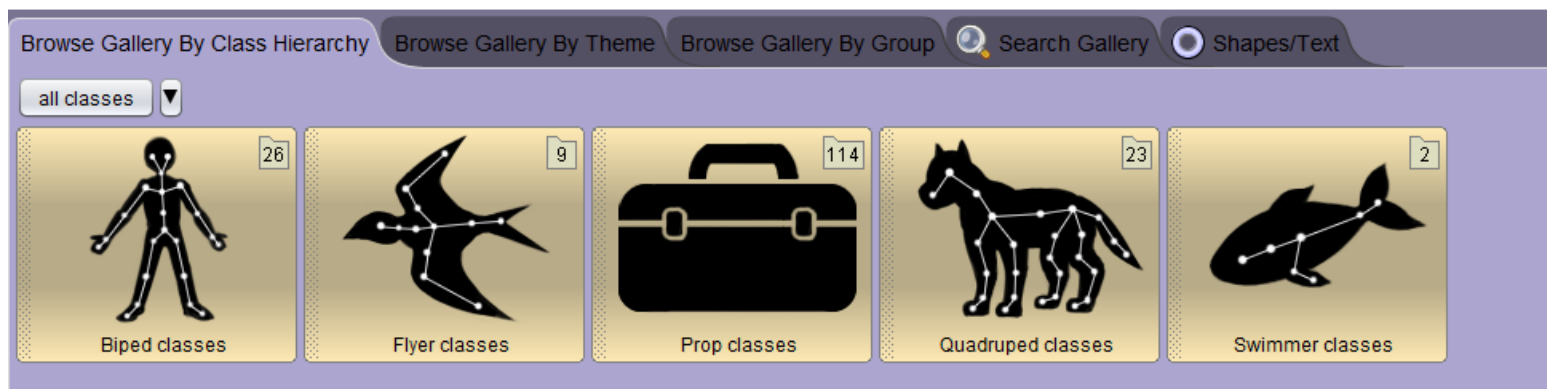 Browse Gallery By Class Hierarchy Browse Gallery By Theme Browse Gallery By Group Search Gallery Shapes/Text
all classes ▼
26 9 114 23 2
Biped classes Flyer classes Prop classes Quadruped classes Swimmer classes